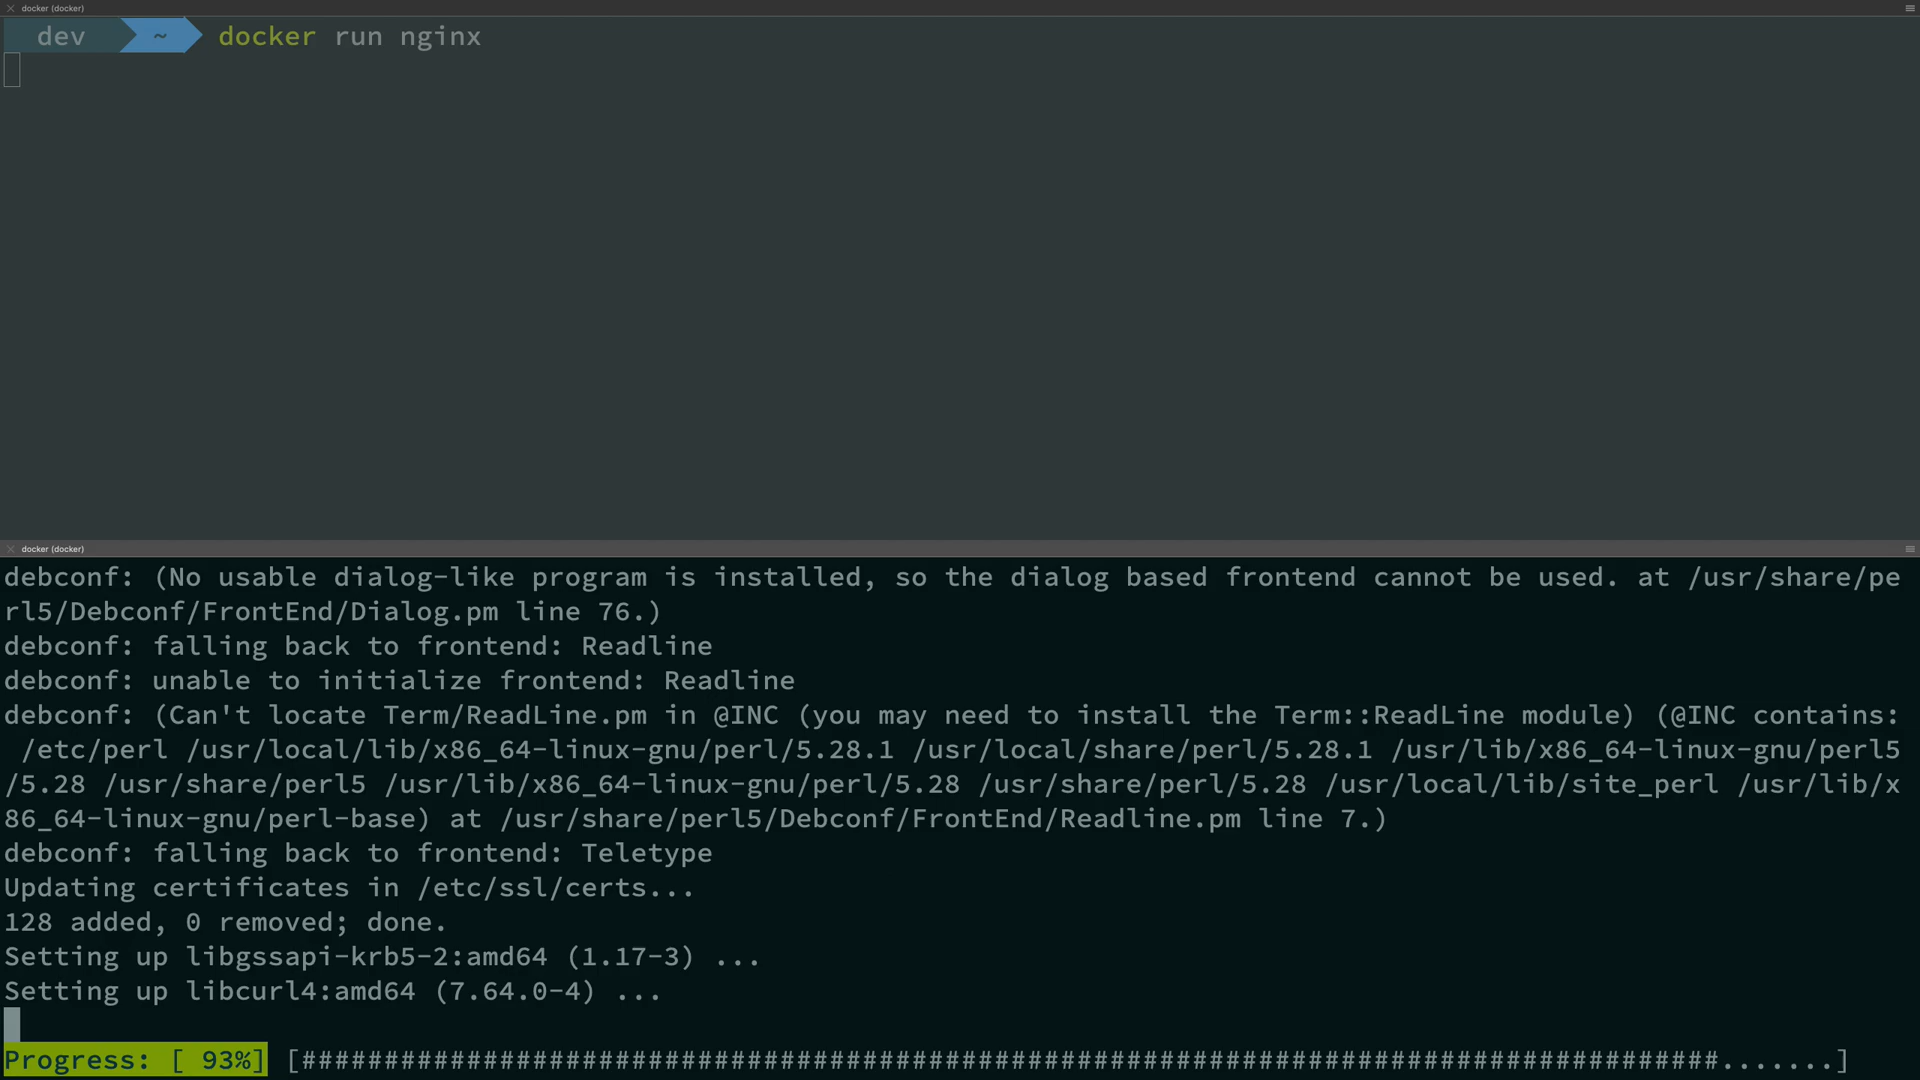 docker (docker)
dev ~ docker run nginx
docker (docker)
debconf: (No usable dialog-like program is installed, so the dialog based frontend cannot be used. at /usr/share/pe
rl5/Debconf/FrontEnd/Dialog.pm line 76.)
debconf: falling back to frontend: Readline
debconf: unable to initialize frontend: Readline
debconf: (Can't locate Term/ReadLine.pm in @INC (you may need to install the Term::ReadLine module) (@INC contains:
/etc/perl /usr/local/lib/x86_64-linux-gnu/perl/5.28.1 /usr/local/share/perl/5.28.1 /usr/lib/x86_64-linux-gnu/perl5
/5.28 /usr/share/perl5 /usr/lib/x86_64-linux-gnu/perl/5.28 /usr/share/perl/5.28 /usr/local/lib/site_perl /usr/lib/x
86_64-linux-gnu/perl-base) at /usr/share/perl5/Debconf/FrontEnd/Readline.pm line 7.)
debconf: falling back to frontend: Teletype
Updating certificates in /etc/ssl/certs...
128 added, 0 removed; done.
Setting up libgssapi-krb5-2:amd64 (1.17-3) ...
Setting up libcurl4:amd64 (7.64.0-4) ...
Progress: [ 93%] [######################################################################################.......]